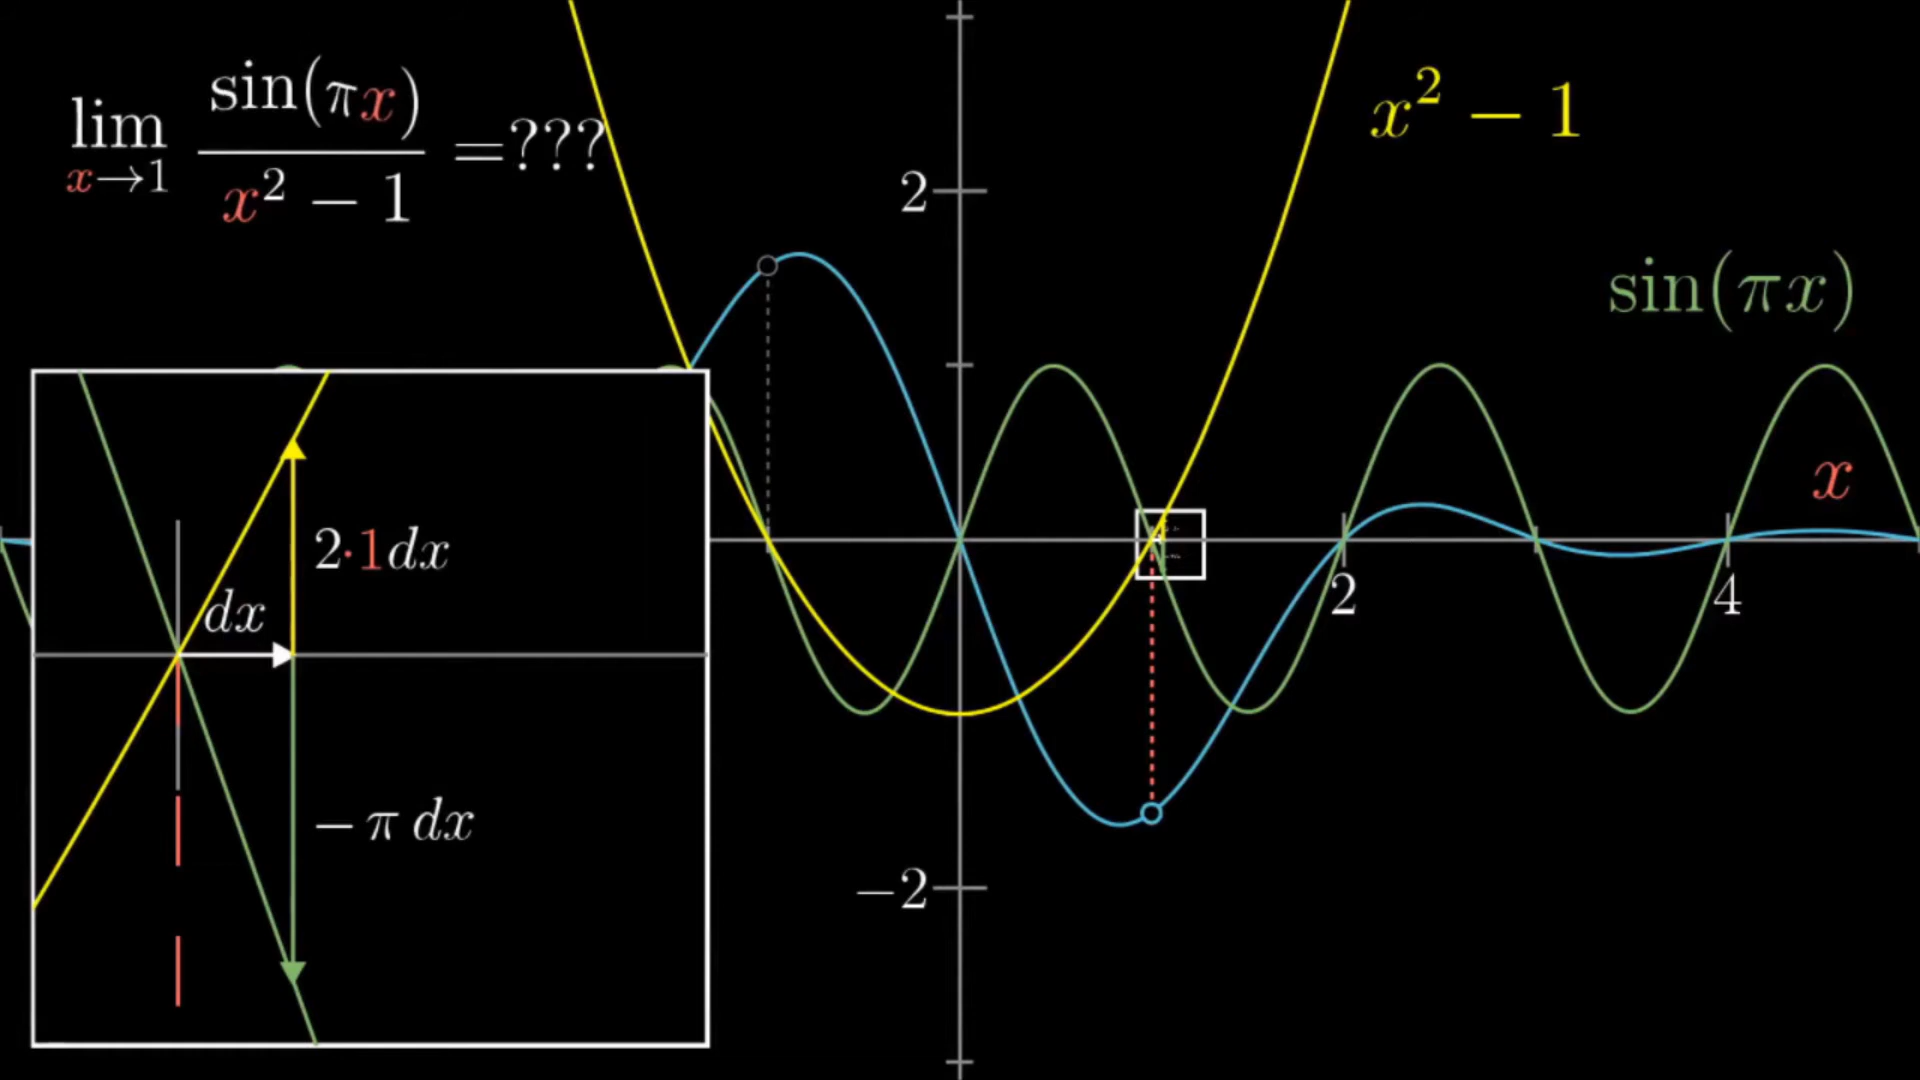 lim x→1 sin(πx) / x² − 1 =???
x² − 1
2
sin(πx)
x
2·1dx
dx
2
4
−π dx
−2